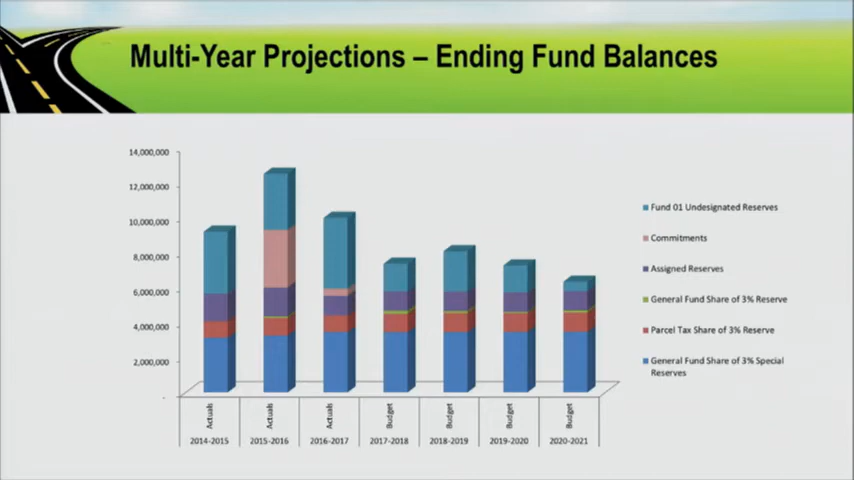 Multi-Year Projections – Ending Fund Balances
14,000,000
12,000,000
10,000,000
8,000,000
6,000,000
4,000,000
2,000,000
-
Fund 01 Undesignated Reserves
Commitments
Assigned Reserves
General Fund Share of 3% Reserve
Parcel Tax Share of 3% Reserve
General Fund Share of 3% Special
Reserves
Actuals Actuals Actuals Budget Budget Budget Budget
2014-2015 2015-2016 2016-2017 2017-2018 2018-2019 2019-2020 2020-2021